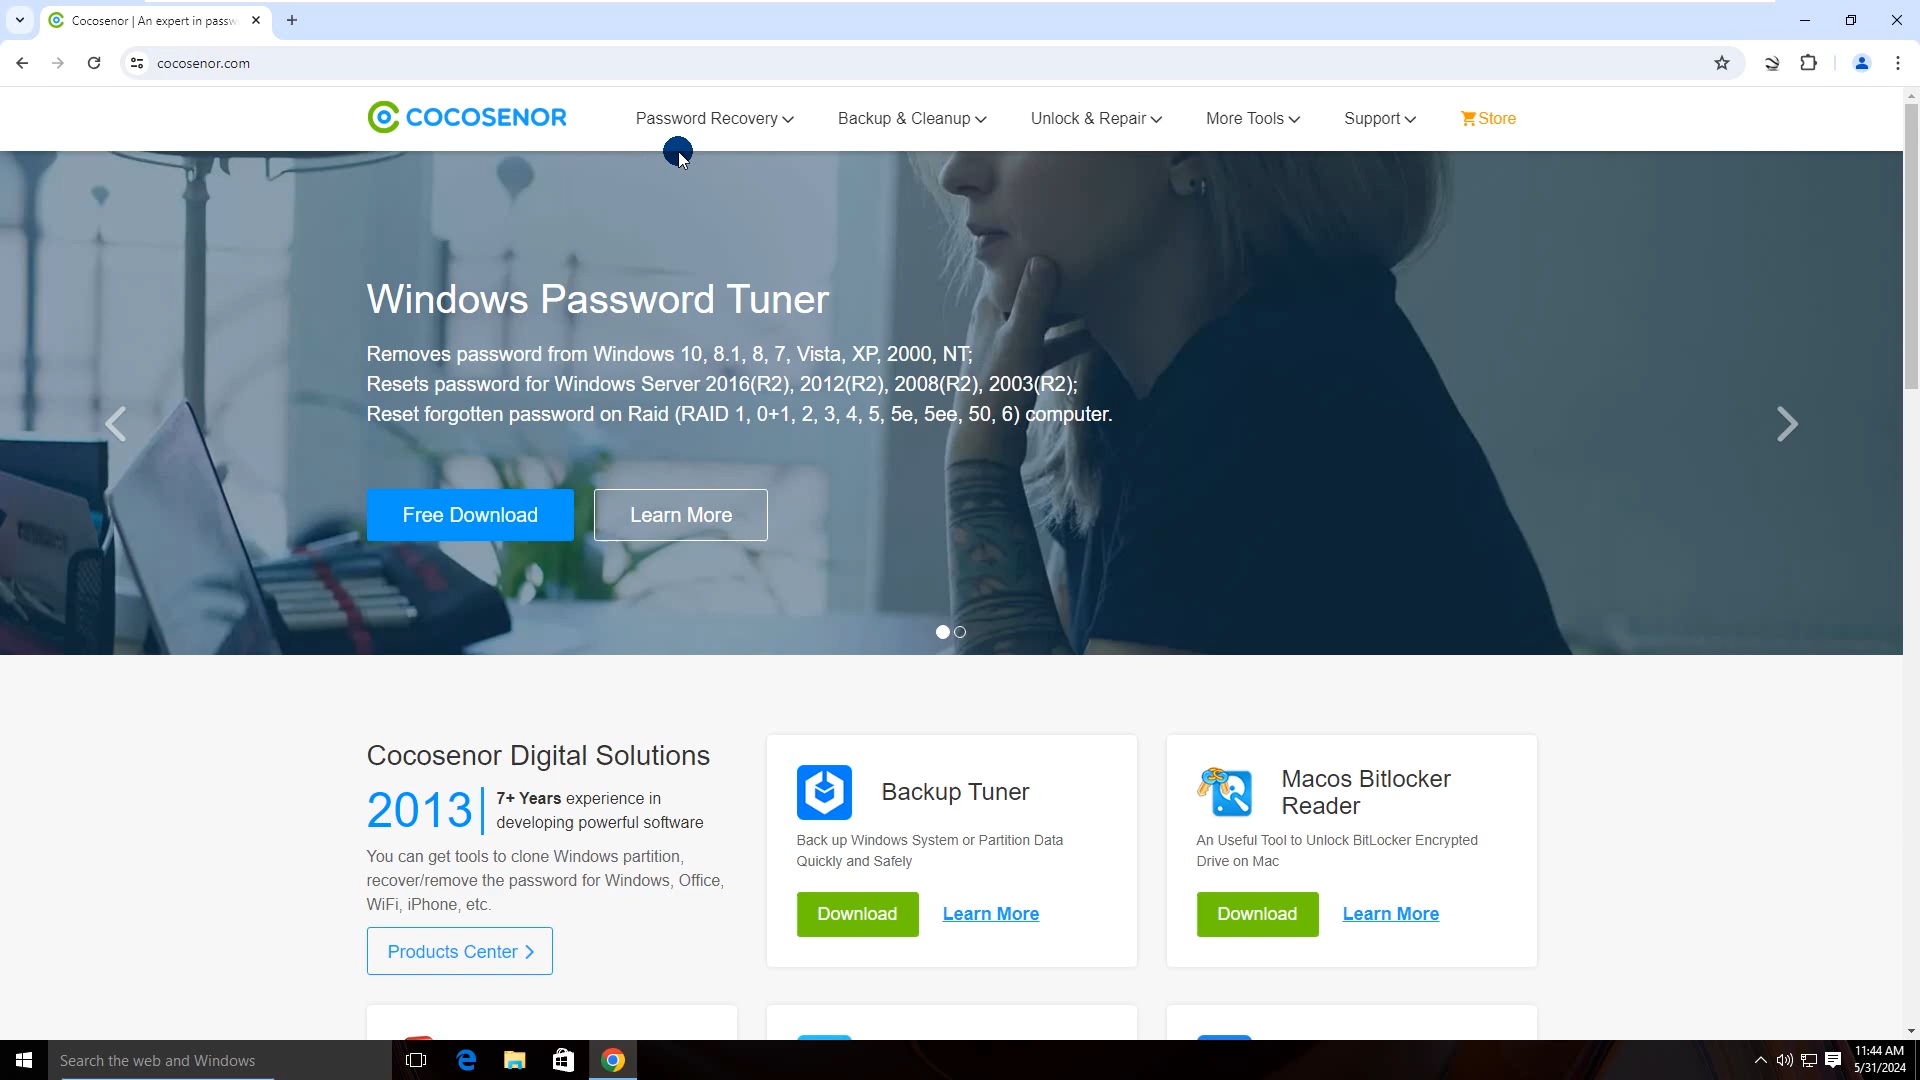 Cocosenor | An expert in passw
cocosenor.com
COCOSENOR
Password Recovery
Backup & Cleanup
Unlock & Repair
More Tools
Support
Store
Windows Password Tuner
Removes password from Windows 10, 8.1, 8, 7, Vista, XP, 2000, NT;
Resets password for Windows Server 2016(R2), 2012(R2), 2008(R2), 2003(R2);
Reset forgotten password on Raid (RAID 1, 0+1, 2, 3, 4, 5, 5e, 5ee, 50, 6) computer.
Free Download
Learn More
Cocosenor Digital Solutions
2013
7+ Years experience in
developing powerful software
You can get tools to clone Windows partition,
recover/remove the password for Windows, Office,
WiFi, iPhone, etc.
Products Center
Backup Tuner
Back up Windows System or Partition Data
Quickly and Safely
Download
Learn More
Macos Bitlocker
Reader
An Useful Tool to Unlock BitLocker Encrypted
Drive on Mac
Download
Learn More
Search the web and Windows
11:44 AM
5/31/2024